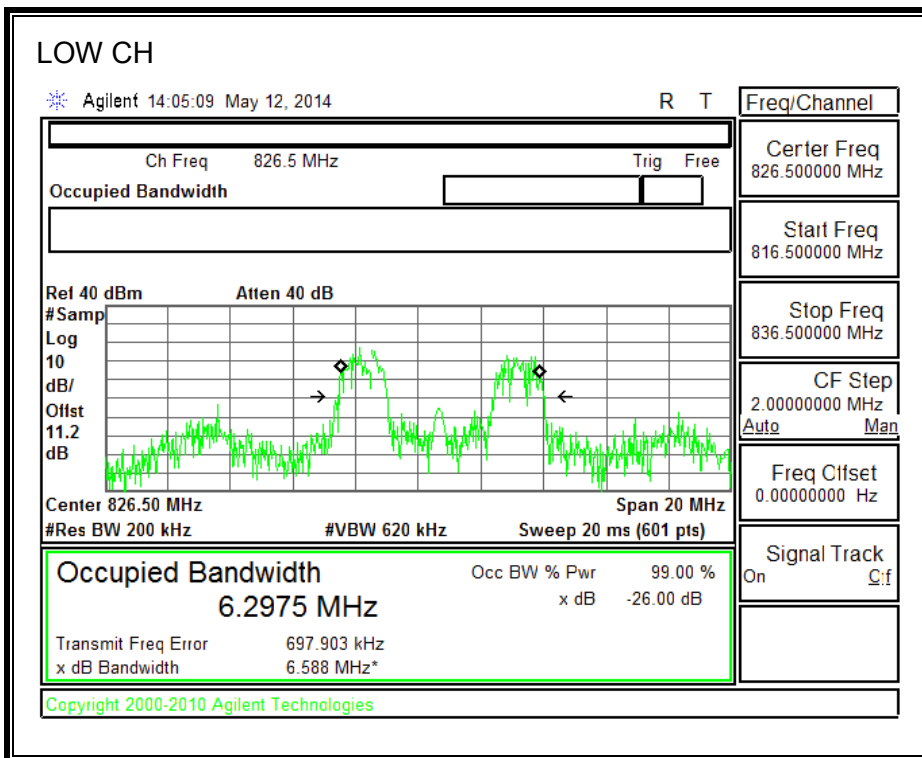 LOW CH
Agilent 14:05:09 May 12, 2014 R T
Freq/Channel
Ch Freq 826.5 MHz Trig Free
Occupied Bandwidth
Center Freq
826.500000 MHz
Start Freq
816.500000 MHz
Stop Freq
836.500000 MHz
CF Step
2.00000000 MHz
Auto Man
Freq Offset
0.00000000 Hz
Signal Track
On Off
Ref 40 dBm Atten 40 dB
#Samp
Log
10
dB/
Offst
11.2
dB
Center 826.50 MHz Span 20 MHz
#Res BW 200 kHz #VBW 620 kHz Sweep 20 ms (601 pts)
Occupied Bandwidth Occ BW % Pwr 99.00 %
6.2975 MHz x dB -26.00 dB
Transmit Freq Error 697.903 kHz
x dB Bandwidth 6.588 MHz*
Copyright 2000-2010 Agilent Technologies